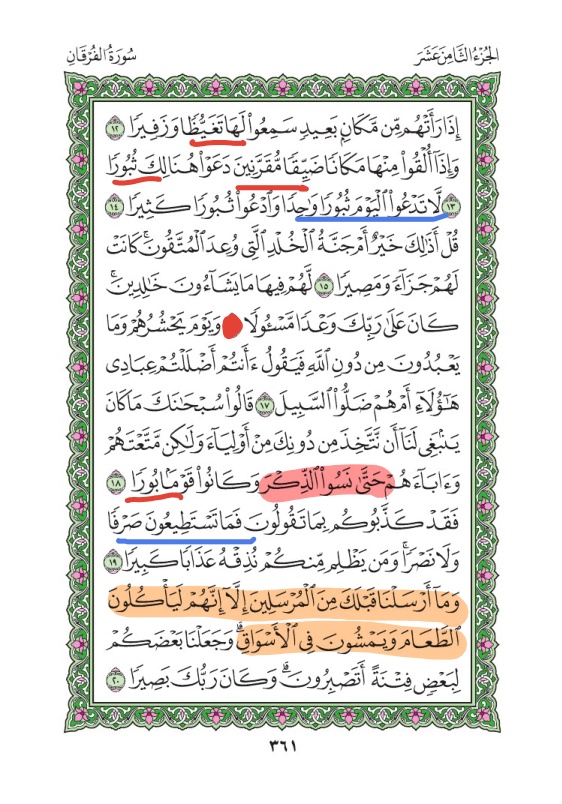 الجُزْءُ الثَّامِنَ عَشَرَ
سُورَةُ الفُرْقَانِ
إِذَا رَأَتْهُم مِّن مَّكَانٍۭ بَعِيدٍ سَمِعُوا۟ لَهَا تَغَيُّظًا وَزَفِيرًا ١٢
وَإِذَآ أُلْقُوا۟ مِنْهَا مَكَانًا ضَيِّقًا مُّقَرَّنِينَ دَعَوْا۟ هُنَالِكَ ثُبُورًا
١٣ لَّا تَدْعُوا۟ ٱلْيَوْمَ ثُبُورًا وَٰحِدًا وَٱدْعُوا۟ ثُبُورًا كَثِيرًا ١٤
قُلْ أَذَٰلِكَ خَيْرٌ أَمْ جَنَّةُ ٱلْخُلْدِ ٱلَّتِى وُعِدَ ٱلْمُتَّقُونَۚ كَانَتْ
لَهُمْ جَزَآءً وَمَصِيرًا ١٥ لَّهُمْ فِيهَا مَا يَشَآءُونَ خَٰلِدِينَۚ
كَانَ عَلَىٰ رَبِّكَ وَعْدًا مَّسْـُٔولًا وَيَوْمَ يَحْشُرُهُمْ وَمَا
يَعْبُدُونَ مِن دُونِ ٱللَّهِ فَيَقُولُ ءَأَنتُمْ أَضْلَلْتُمْ عِبَادِى
هَٰٓؤُلَآءِ أَمْ هُمْ ضَلُّوا۟ ٱلسَّبِيلَ ١٧ قَالُوا۟ سُبْحَٰنَكَ مَا كَانَ
يَنۢبَغِى لَنَآ أَن نَّتَّخِذَ مِن دُونِكَ مِنْ أَوْلِيَآءَ وَلَٰكِن مَّتَّعْتَهُمْ
وَءَابَآءَهُمْ حَتَّىٰ نَسُوا۟ ٱلذِّكْرَ وَكَانُوا۟ قَوْمًۢا بُورًا ١٨
فَقَدْ كَذَّبُوكُم بِمَا تَقُولُونَ فَمَا تَسْتَطِيعُونَ صَرْفًا
وَلَا نَصْرًاۚ وَمَن يَظْلِم مِّنكُمْ نُذِقْهُ عَذَابًا كَبِيرًا ١٩
وَمَآ أَرْسَلْنَا قَبْلَكَ مِنَ ٱلْمُرْسَلِينَ إِلَّآ إِنَّهُمْ لَيَأْكُلُونَ
ٱلطَّعَامَ وَيَمْشُونَ فِى ٱلْأَسْوَاقِۗ وَجَعَلْنَا بَعْضَكُمْ
لِبَعْضٍ فِتْنَةً أَتَصْبِرُونَۗ وَكَانَ رَبُّكَ بَصِيرًا ٢٠
٣٦١